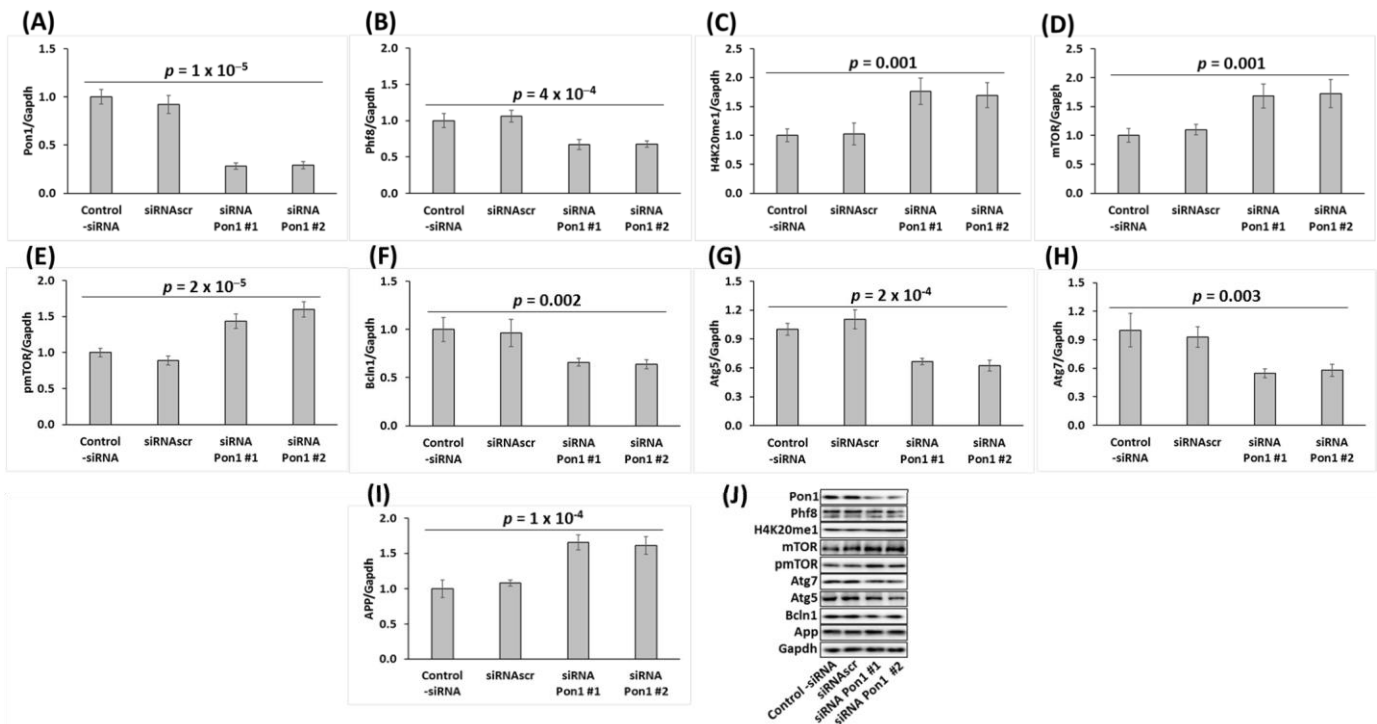 (A)
Pon1/Gapdh
1.5
1.0
0.5
0.0
p = 1 x 10⁻⁵
Control
-siRNA
siRNAscr
siRNA
Pon1 #1
siRNA
Pon1 #2
(B)
Phf8/Gapdh
2.0
1.5
1.0
0.5
0.0
p = 4 x 10⁻⁴
Control
-siRNA
siRNAscr
siRNA
Pon1 #1
siRNA
Pon1 #2
(C)
H4K20me1/Gapdh
2.5
2.0
1.5
1.0
0.5
0.0
p = 0.001
Control
-siRNA
siRNAscr
siRNA
Pon1 #1
siRNA
Pon1 #2
(D)
mTOR/Gapgh
2.5
2.0
1.5
1.0
0.5
0.0
p = 0.001
Control
-siRNA
siRNAscr
siRNA
Pon1 #1
siRNA
Pon1 #2
(E)
pmTOR/Gapdh
2.0
1.5
1.0
0.5
0.0
p = 2 x 10⁻⁵
Control
-siRNA
siRNAscr
siRNA
Pon1 #1
siRNA
Pon1 #2
(F)
Bcln1/Gapdh
1.5
1.0
0.5
0.0
p = 0.002
Control
-siRNA
siRNAscr
siRNA
Pon1 #1
siRNA
Pon1 #2
(G)
Atg5/Gapdh
1.5
1.2
0.9
0.6
0.3
0.0
p = 2 x 10⁻⁴
Control
-siRNA
siRNAscr
siRNA
Pon1 #1
siRNA
Pon1 #2
(H)
Atg7/Gapdh
1.5
1.2
0.9
0.6
0.3
0.0
p = 0.003
Control
-siRNA
siRNAscr
siRNA
Pon1 #1
siRNA
Pon1 #2
(I)
APP/Gapdh
2.0
1.5
1.0
0.5
0.0
p = 1 x 10⁻⁴
Control
-siRNA
siRNAscr
siRNA
Pon1 #1
siRNA
Pon1 #2
(J)
Pon1
Phf8
H4K20me1
mTOR
pmTOR
Atg7
Atg5
Bcln1
App
Gapdh
Control -siRNA
siRNAscr
siRNA Pon1 #1
siRNA Pon1 #2